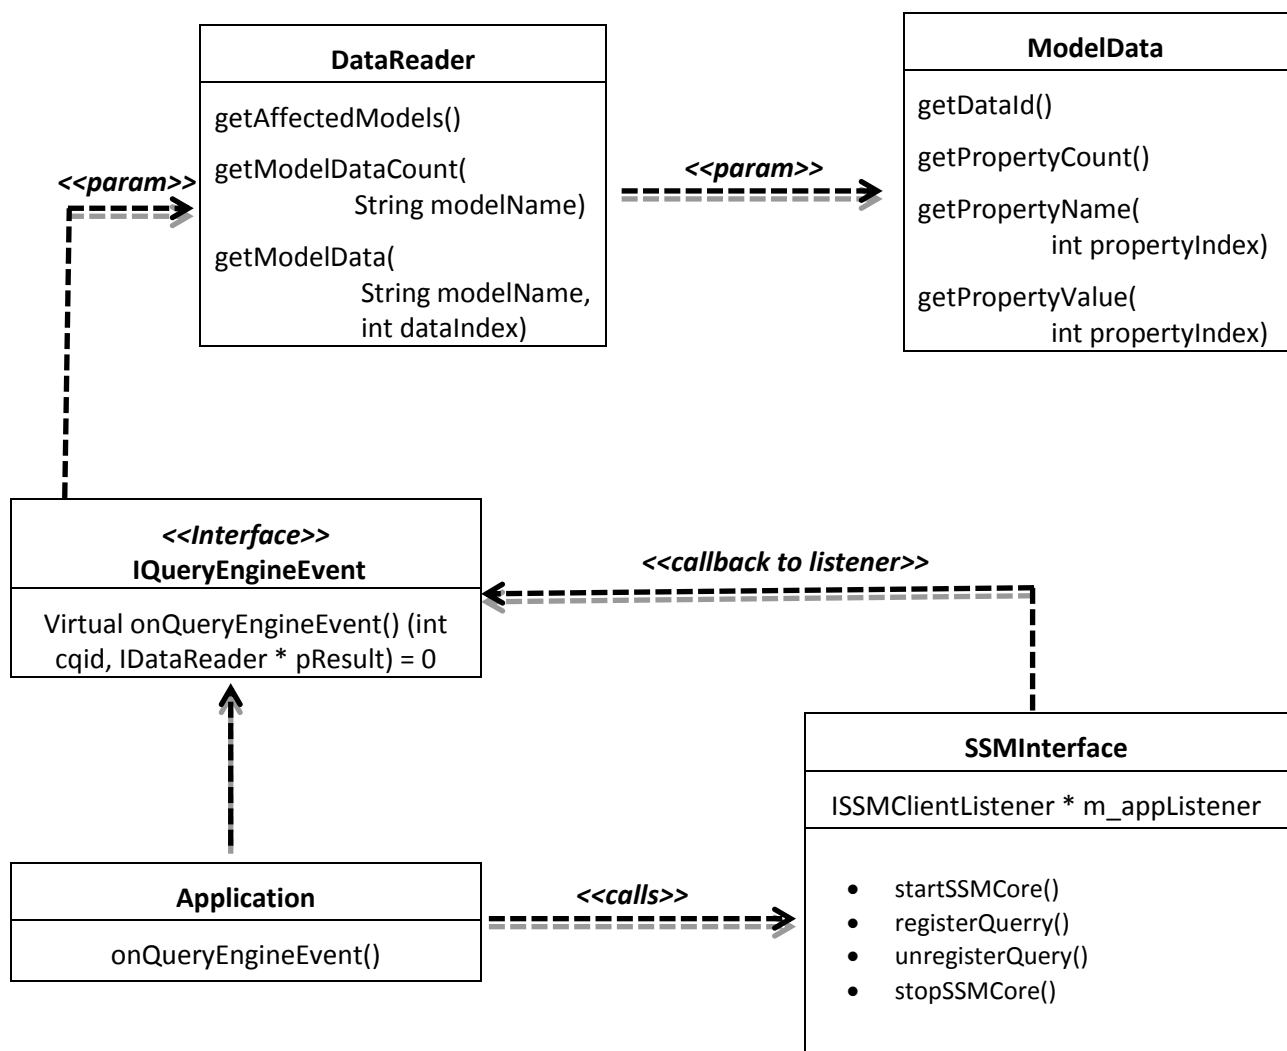 DataReader
getAffectedModels()
getModelDataCount(
String modelName)
getModelData(
String modelName,
int dataIndex)
<<param>>
<<param>>
ModelData
getDataId()
getPropertyCount()
getPropertyName(
int propertyIndex)
getPropertyValue(
int propertyIndex)
<<Interface>>
IQueryEngineEvent
Virtual onQueryEngineEvent() (int
cqid, IDataReader * pResult) = 0
<<callback to listener>>
Application
onQueryEngineEvent()
<<calls>>
SSMInterface
ISSMClientListener * m_appListener
• startSSMCore()
• registerQuerry()
• unregisterQuery()
• stopSSMCore()